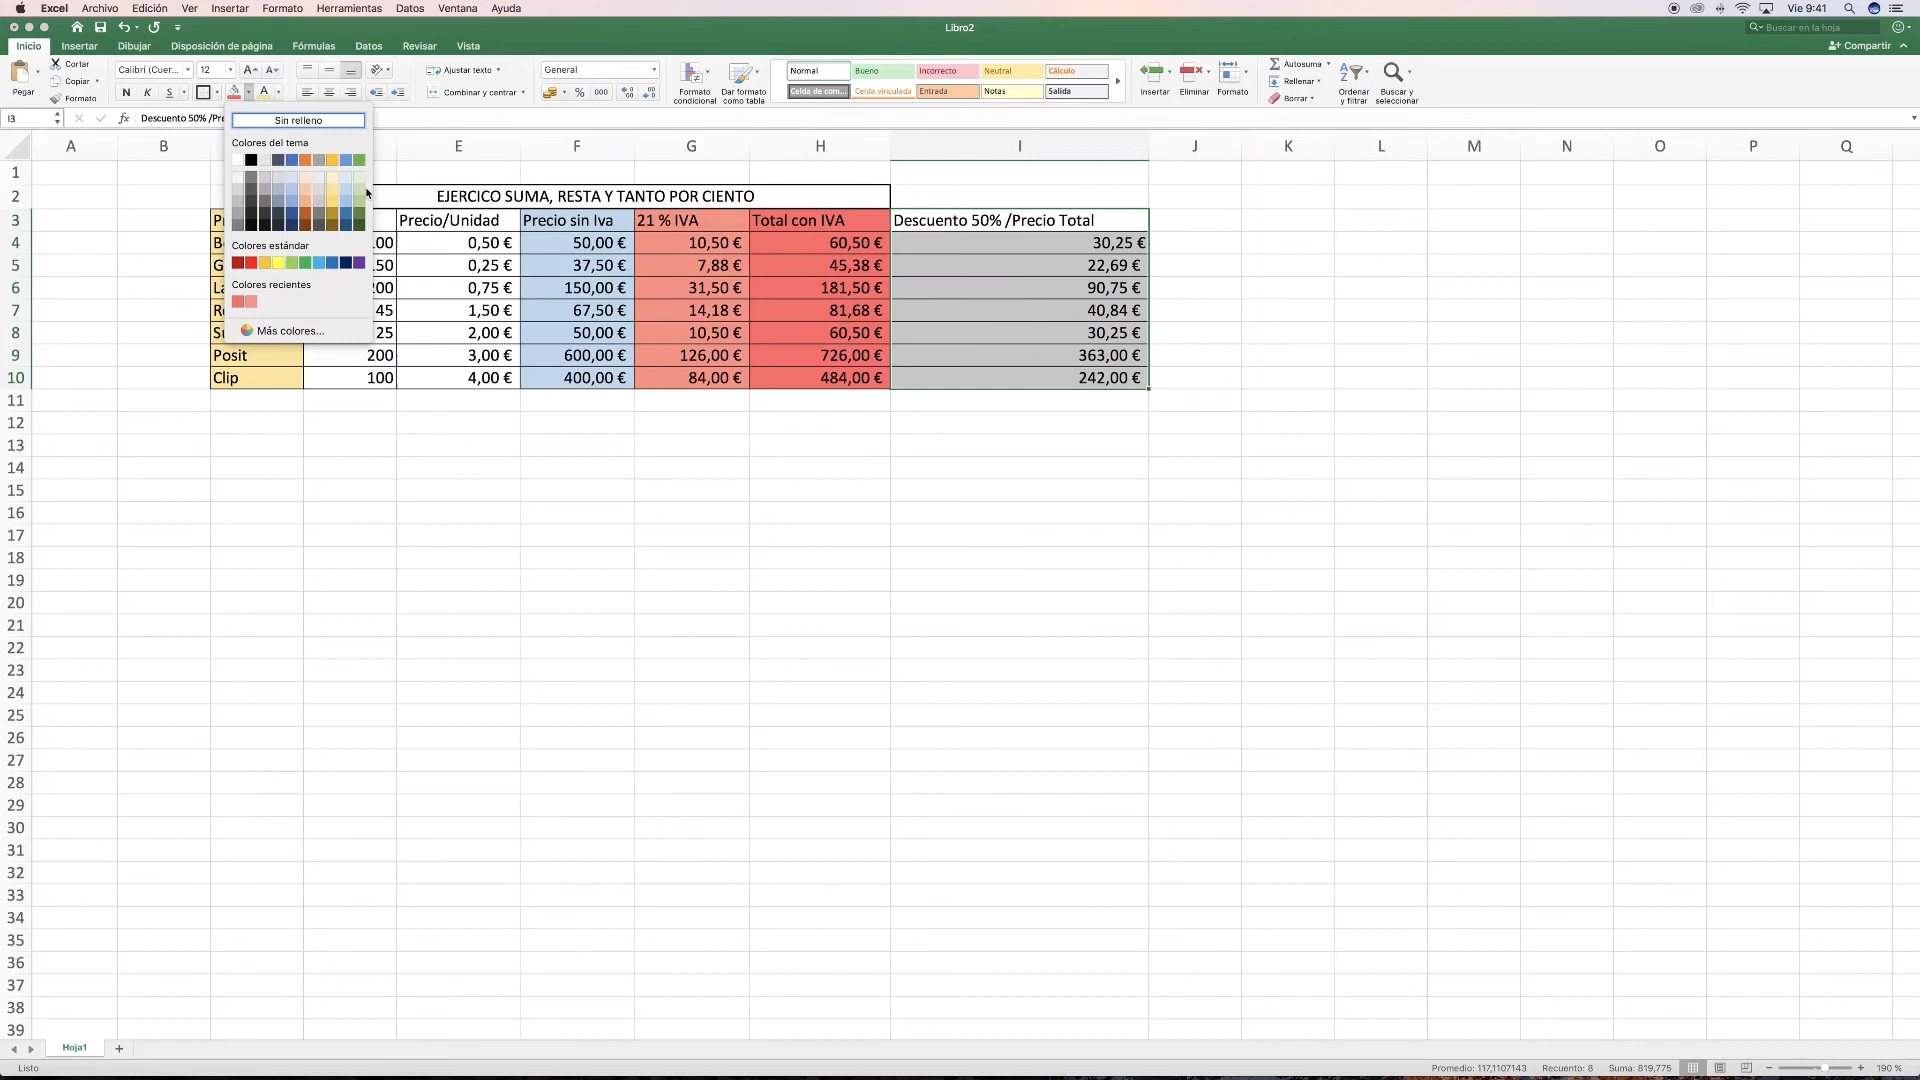 Excel Archivo Edición Ver Insertar Formato Herramientas Datos Ventana Ayuda Vie 9:41
Libro2 Buscar en la hoja
Inicio Insertar Dibujar Disposición de página Fórmulas Datos Revisar Vista Compartir
Pegar Cortar Copiar Formato
Calibri (Cuer... 12 A A
N K S A
Ajustar texto
Combinar y centrar
General
% 000
Formato condicional
Dar formato como tabla
Normal Bueno Incorrecto Neutral Cálculo
Celda de com... Celda vinculada Entrada Notas Salida
Insertar Eliminar Formato
Autosuma
Rellenar
Borrar
Ordenar y filtrar
Buscar y seleccionar
I3 fx Descuento 50% /Pre
Sin relleno
Colores del tema
Colores estándar
Colores recientes
Más colores...
A B E F G H I J K L M N O P Q
1
2 EJERCICO SUMA, RESTA Y TANTO POR CIENTO
3 Precio/Unidad Precio sin Iva 21 % IVA Total con IVA Descuento 50% /Precio Total
4 0,50 € 50,00 € 10,50 € 60,50 € 30,25 €
5 0,25 € 37,50 € 7,88 € 45,38 € 22,69 €
6 0,75 € 150,00 € 31,50 € 181,50 € 90,75 €
7 45 1,50 € 67,50 € 14,18 € 81,68 € 40,84 €
8 25 2,00 € 50,00 € 10,50 € 60,50 € 30,25 €
9 Posit 200 3,00 € 600,00 € 126,00 € 726,00 € 363,00 €
10 Clip 100 4,00 € 400,00 € 84,00 € 484,00 € 242,00 €
11
12
13
14
15
16
17
18
19
20
21
22
23
24
25
26
27
28
29
30
31
32
33
34
35
36
37
38
39
Hoja1
Listo Promedio: 117,1107143 Recuento: 8 Suma: 819,775 190 %